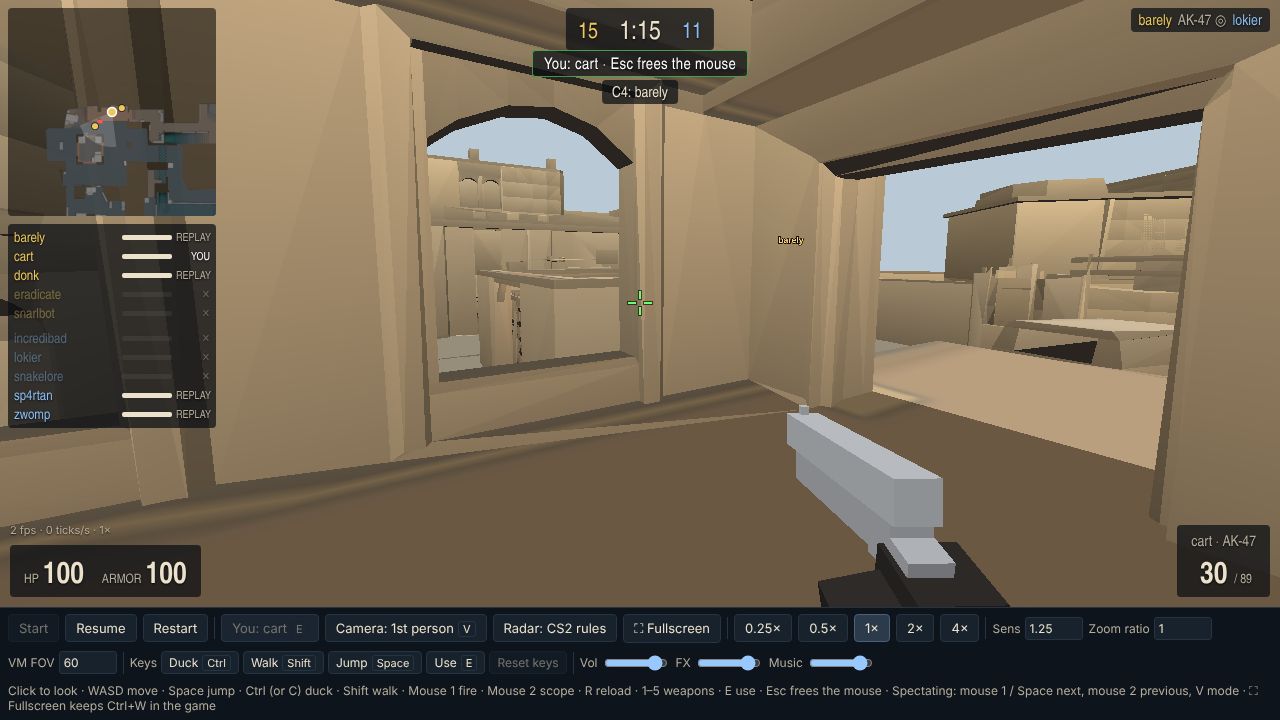 15 1:15 11
barely AK-47 ◎ lokier
You: cart · Esc frees the mouse
C4: barely
barely REPLAY
cart YOU
donk REPLAY
eradicate ×
snarlbot ×
incredibad ×
lokier ×
snakelore ×
sp4rtan REPLAY
zwomp REPLAY
barely
2 fps · 0 ticks/s · 1×
HP 100 ARMOR 100
cart · AK-47
30 / 89
Start Resume Restart You: cart E Camera: 1st person V Radar: CS2 rules ⛶ Fullscreen 0.25× 0.5× 1× 2× 4× Sens 1.25 Zoom ratio 1
VM FOV 60 Keys Duck Ctrl Walk Shift Jump Space Use E Reset keys Vol FX Music
Click to look · WASD move · Space jump · Ctrl (or C) duck · Shift walk · Mouse 1 fire · Mouse 2 scope · R reload · 1–5 weapons · E use · Esc frees the mouse · Spectating: mouse 1 / Space next, mouse 2 previous, V mode · ⛶
Fullscreen keeps Ctrl+W in the game